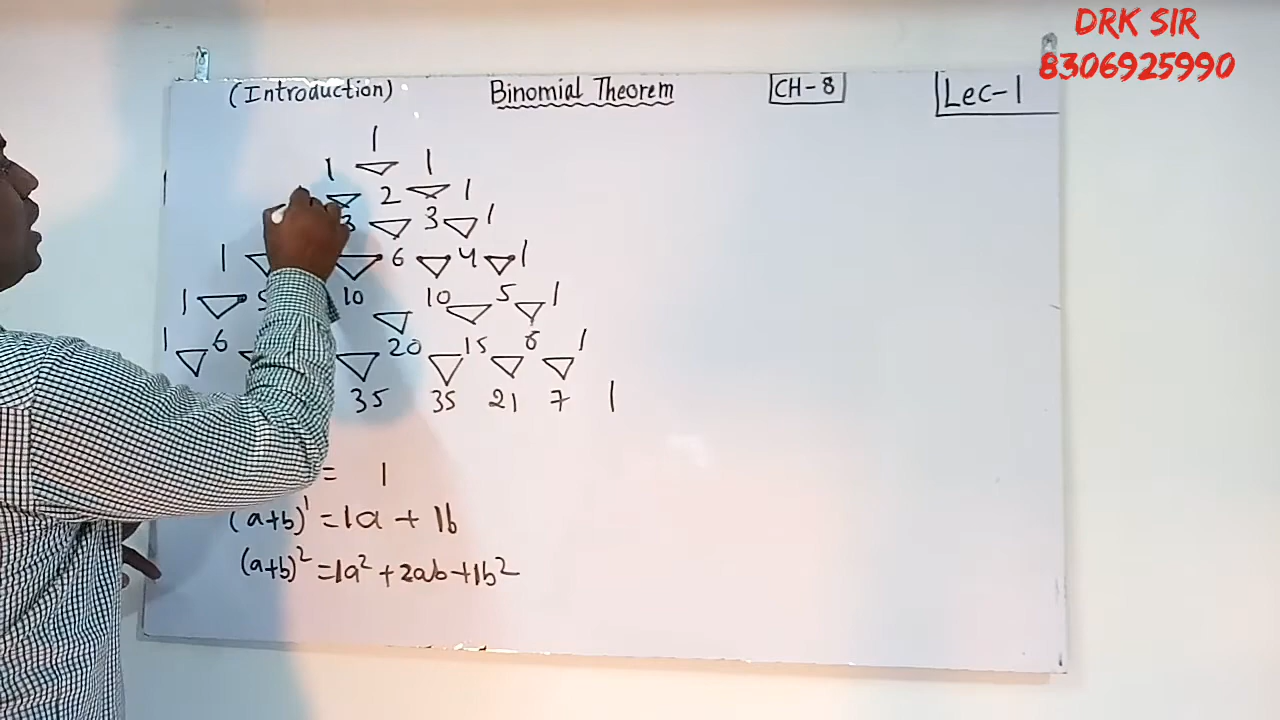 DRK SIR
8306925990
(Introduction) Binomial Theorem CH-8 Lec-1
1
1 1
2 1
3 3 1
1 6 4 1
1 5 10 10 5 1
1 6 20 15 6 1
35 35 21 7 1
= 1
(a+b)¹ = 1a + 1b
(a+b)² = 1a² + 2ab + 1b²